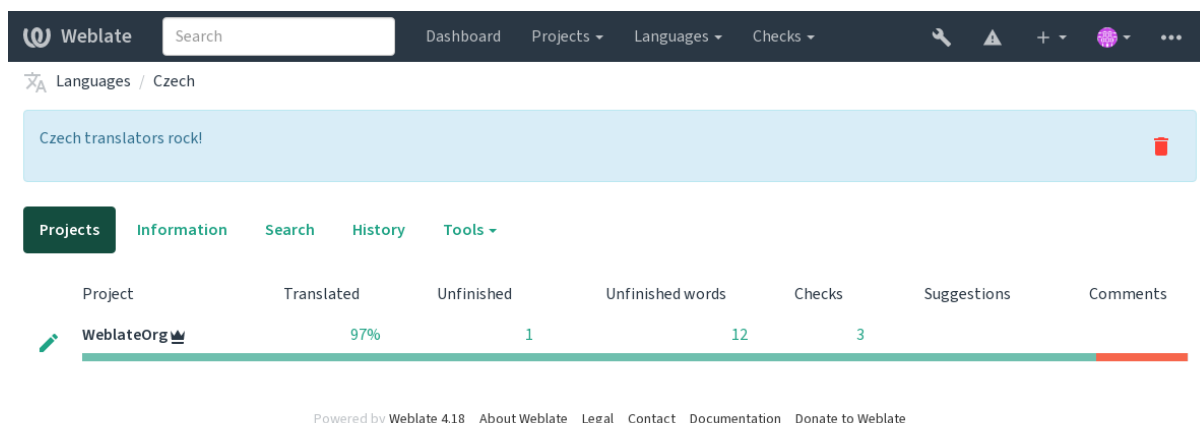 Weblate Search Dashboard Projects Languages Checks
Languages / Czech
Czech translators rock!
Projects Information Search History Tools
Project Translated Unfinished Unfinished words Checks Suggestions Comments
WeblateOrg 97% 1 12 3
Powered by Weblate 4.18 About Weblate Legal Contact Documentation Donate to Weblate